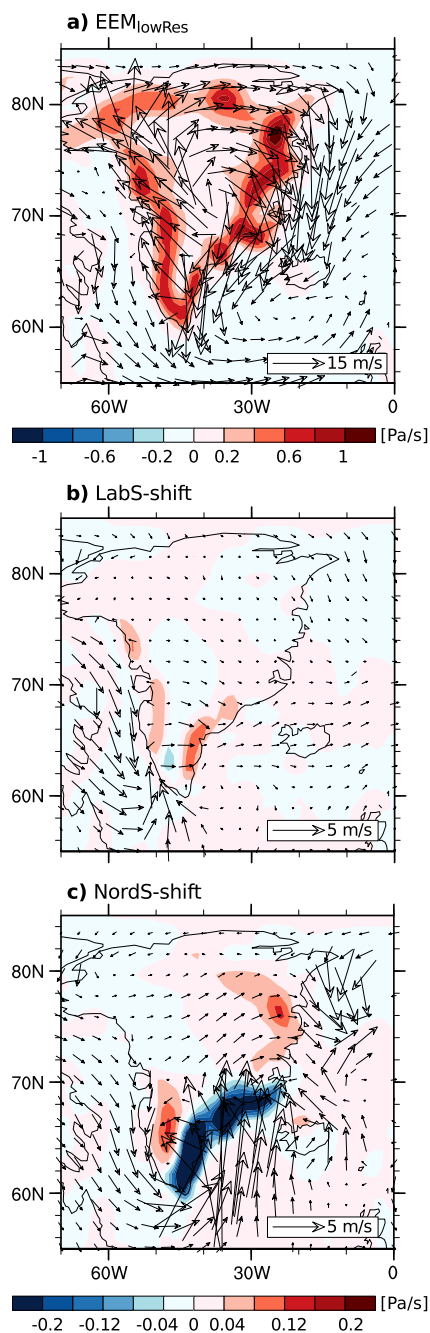 a) EEMlowRes
80N
70N
60N
15 m/s
60W 30W 0
[Pa/s]
-1 -0.6 -0.2 0 0.2 0.6 1
b) LabS-shift
80N
70N
60N
5 m/s
c) NordS-shift
80N
70N
60N
5 m/s
60W 30W 0
[Pa/s]
-0.2 -0.12 -0.04 0 0.04 0.12 0.2